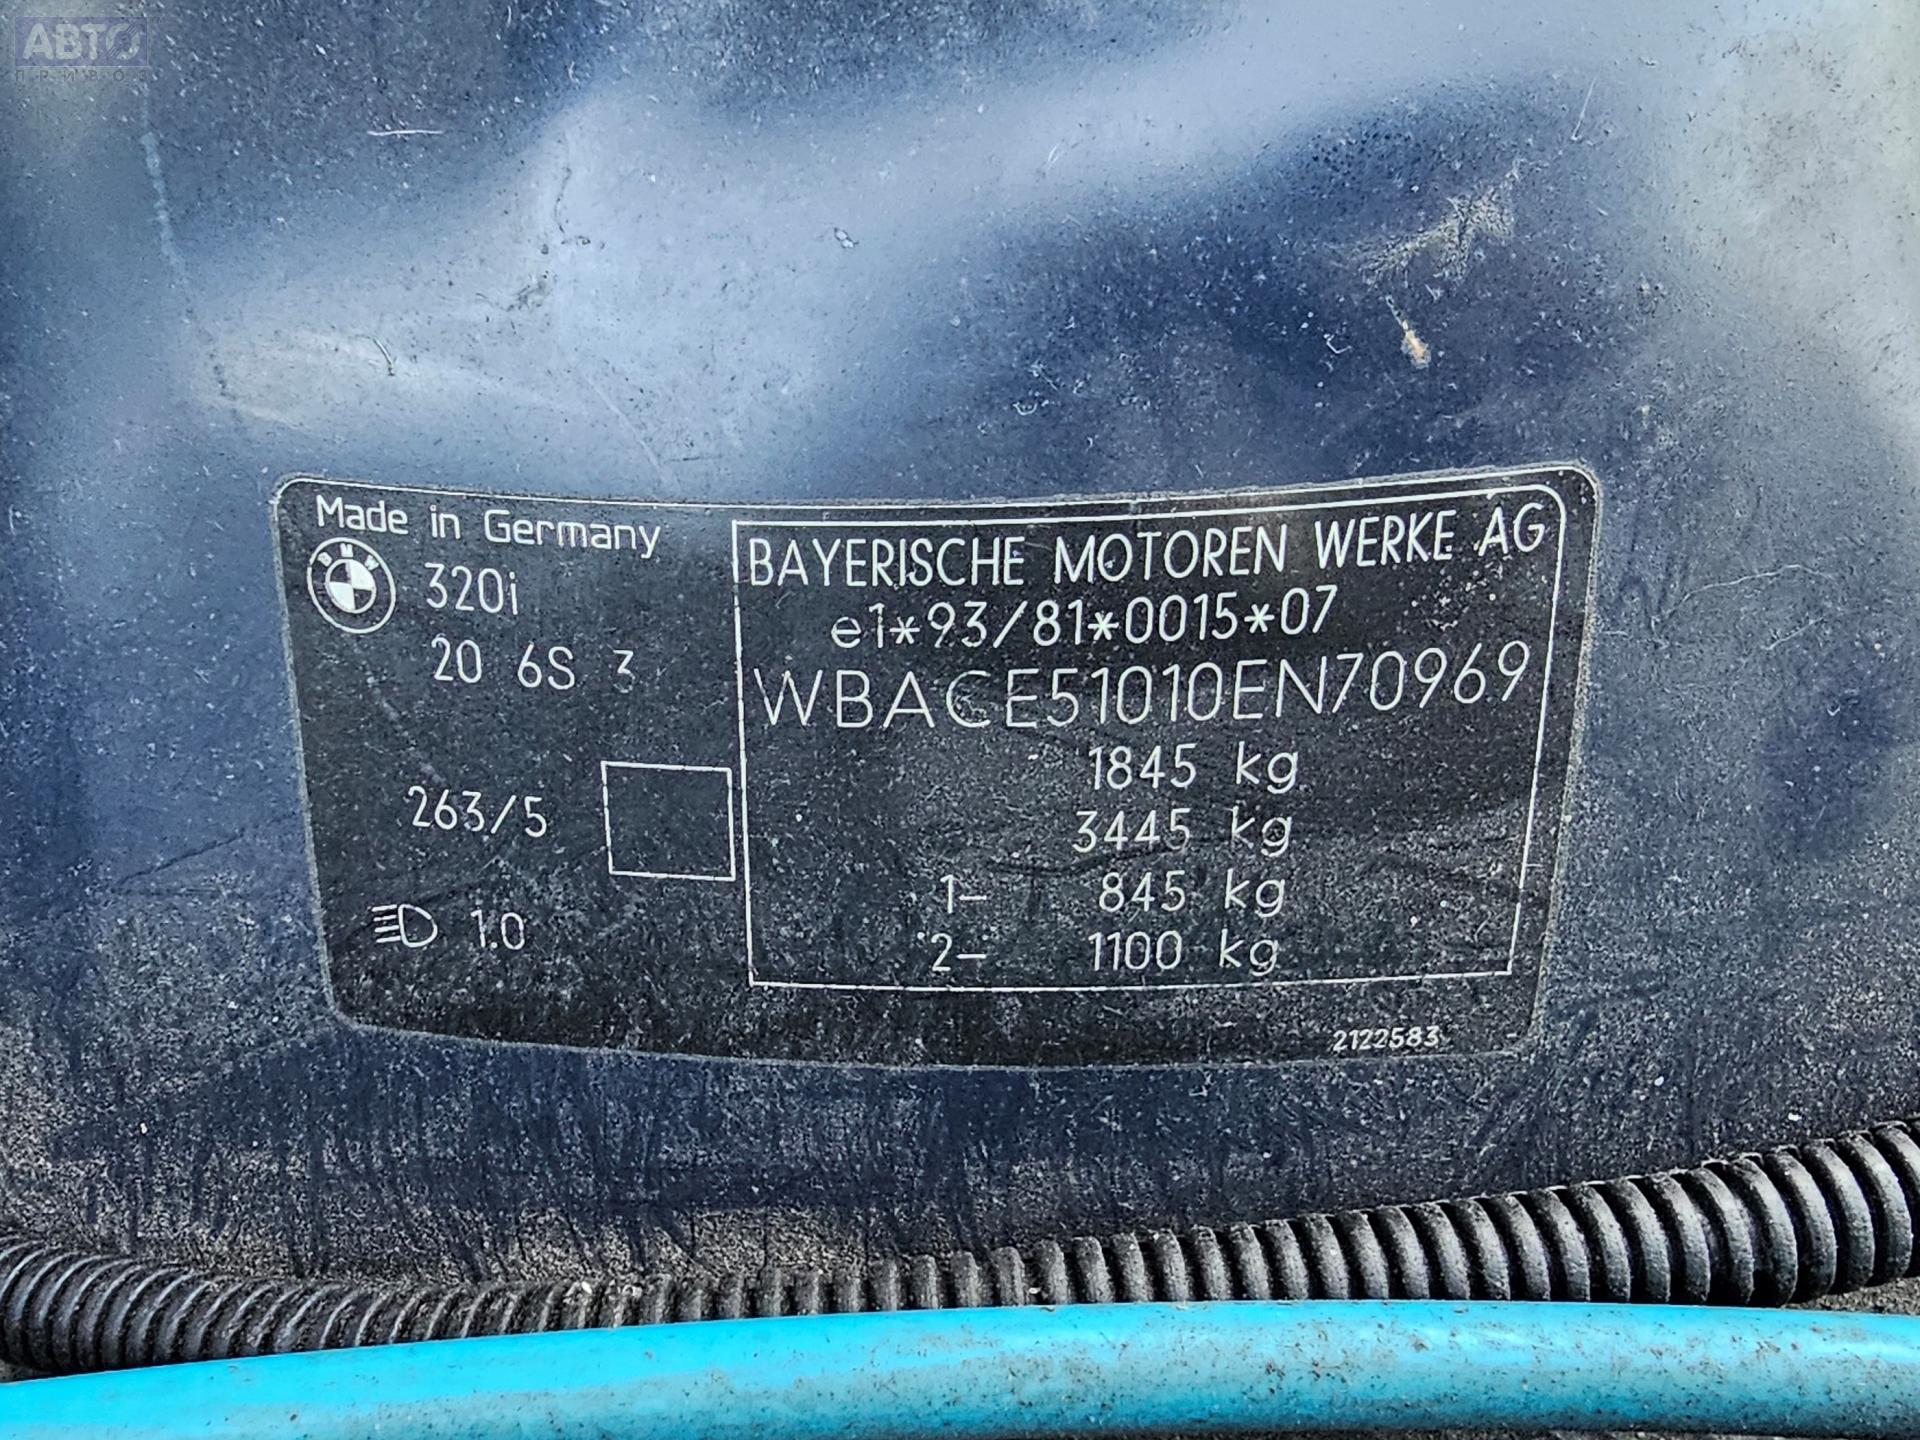 АВТО
ПРИВОЗ
Made in Germany
BMW
320i
20 6S 3
263/5
1.0
BAYERISCHE MOTOREN WERKE AG
e1*93/81*0015*07
WBACE51010EN70969
1845 kg
3445 kg
1- 845 kg
2- 1100 kg
2122583